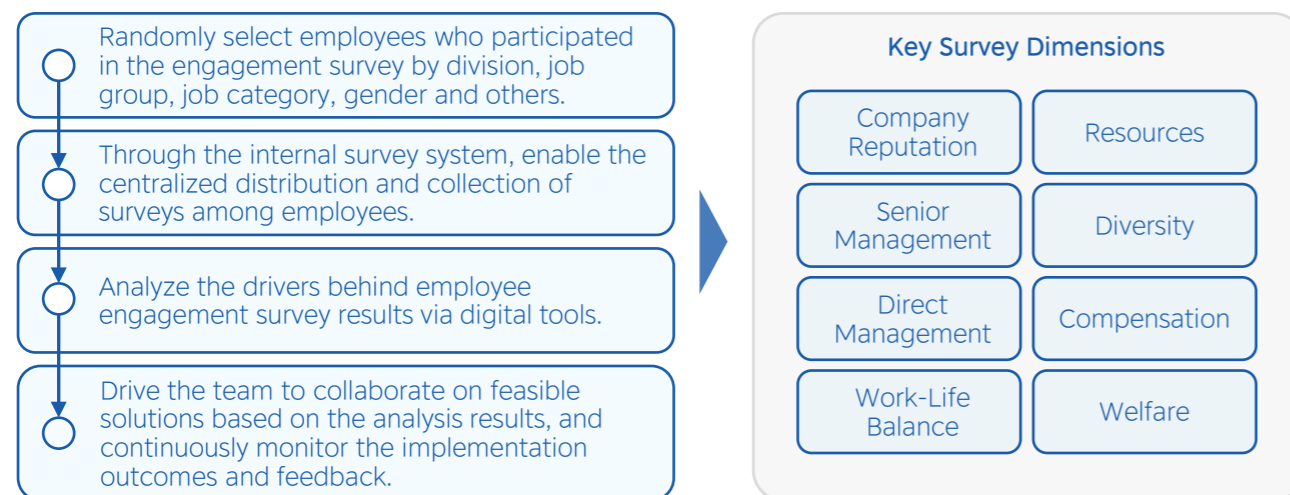 Randomly select employees who participated
in the engagement survey by division, job
group, job category, gender and others.
Through the internal survey system, enable the
centralized distribution and collection of
surveys among employees.
Analyze the drivers behind employee
engagement survey results via digital tools.
Drive the team to collaborate on feasible
solutions based on the analysis results, and
continuously monitor the implementation
outcomes and feedback.
Key Survey Dimensions
Company
Reputation
Resources
Senior
Management
Diversity
Direct
Management
Compensation
Work-Life
Balance
Welfare